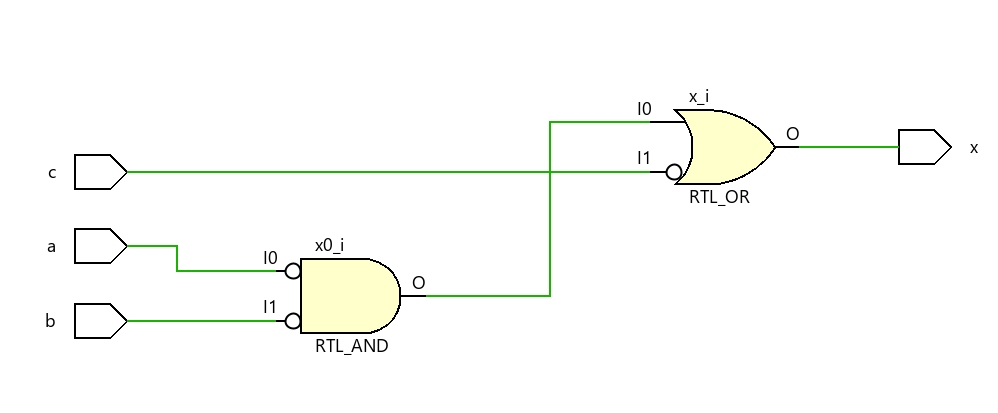 x_i
I0
O
I1
x
c
RTL_OR
a
x0_i
I0
O
I1
b
RTL_AND